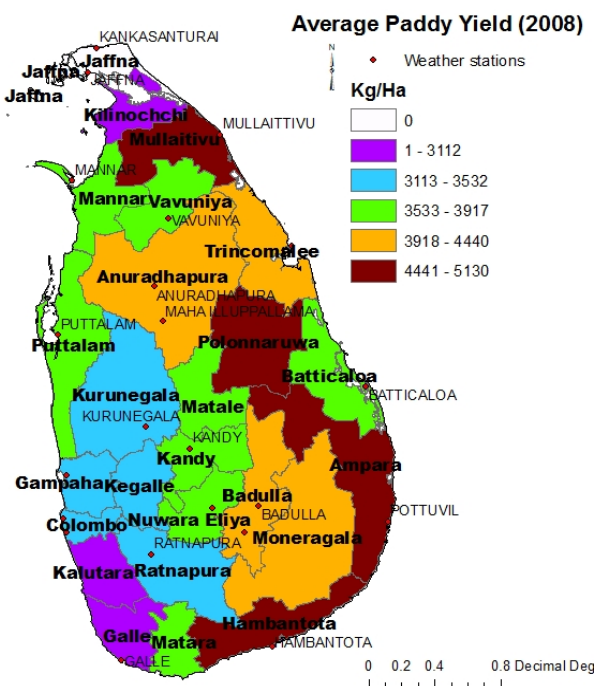 Average Paddy Yield (2008)
KANKASANTURAI
N
Weather stations
Jaffna
Jaffna
JAFFNA
Jaffna
Kg/Ha
0
Kilinochchi
MULLAITTIVU
Mullaitivu
1 - 3112
MANNAR
3113 - 3532
Mannar
Vavuniya
VAVUNIYA
3533 - 3917
Trincomalee
3918 - 4440
Anuradhapura
4441 - 5130
ANURADHAPURA
MAHA ILLUPPALLAMA
PUTTALAM
Puttalam
Polonnaruwa
Batticaloa
BATTICALOA
Kurunegala
Matale
KURUNEGALA
KANDY
Kandy
Ampara
Gampaha
Kegalle
Badulla
POTTUVIL
Colombo
Nuwara Eliya
BADULLA
Moneragala
RATNAPURA
Kalutara
Ratnapura
Hambantota
Galle
Matara
HAMBANTOTA
GALLE
0 0.2 0.4 0.8 Decimal Deg